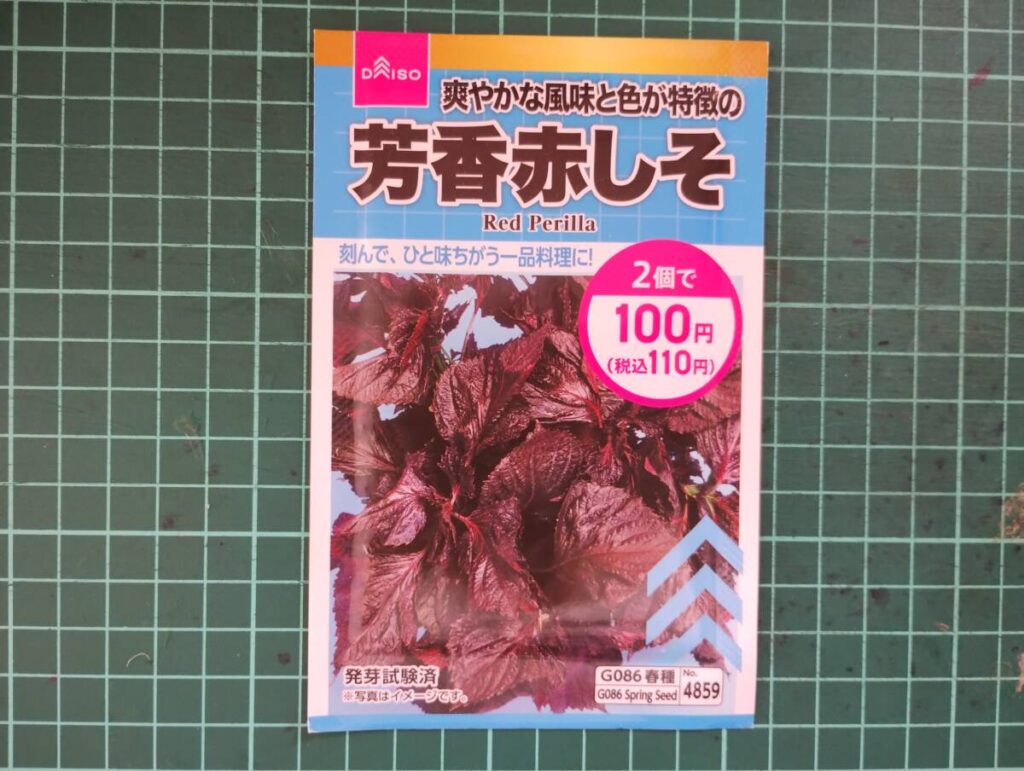 DAISO
爽やかな風味と色が特徴の
芳香赤しそ
Red Perilla
刻んで、ひと味ちがう一品料理に!
2個で
100円
(税込110円)
発芽試験済
※写真はイメージです。
G086 春種
G086 Spring Seed
No.
4859